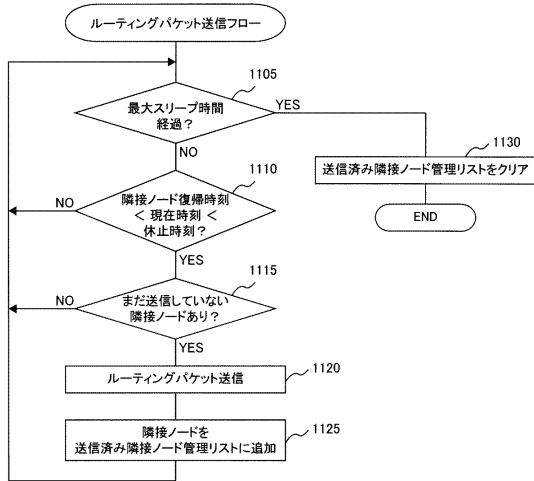 ルーティングパケット送信フロー
1105
最大スリープ時間
経過？
YES
NO
1130
送信済み隣接ノード管理リストをクリア
END
1110
隣接ノード復帰時刻
< 現在時刻 <
休止時刻？
NO
YES
1115
まだ送信していない
隣接ノードあり？
NO
YES
1120
ルーティングパケット送信
1125
隣接ノードを
送信済み隣接ノード管理リストに追加